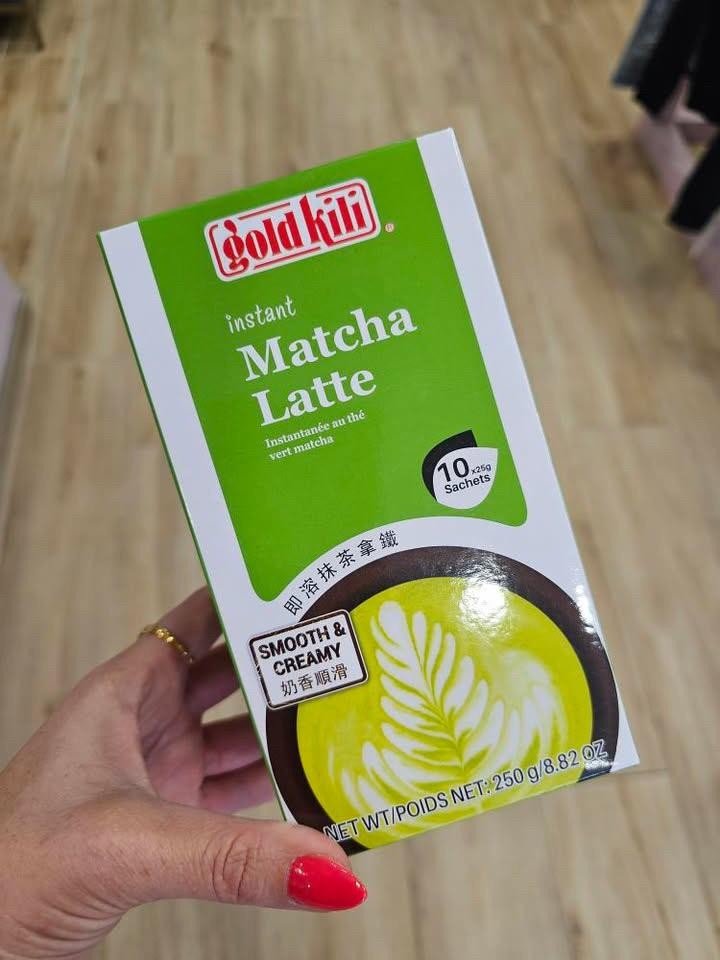 gold kili
®
instant
Matcha
Latte
Instantanée au thé
vert matcha
10 x25g
Sachets
即溶抹茶拿鐵
SMOOTH &
CREAMY
奶香順滑
NET WT/POIDS NET: 250 g/8.82 OZ